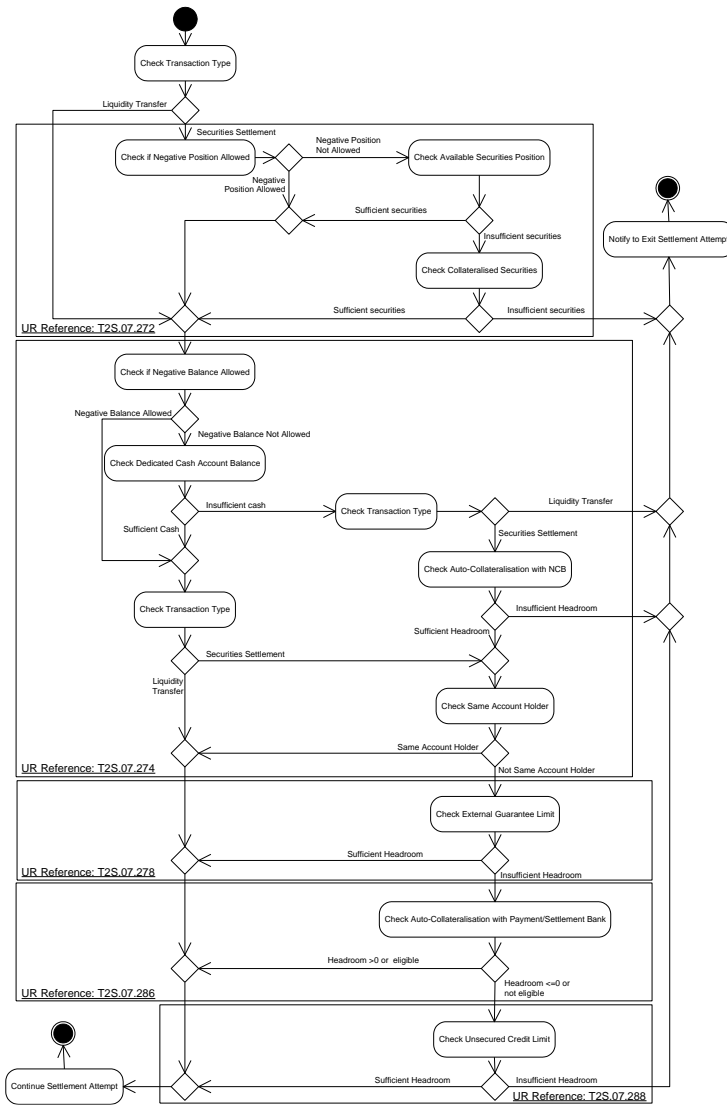 Check Transaction Type
Liquidity Transfer
Securities Settlement
Check if Negative Position Allowed
Negative Position
Not Allowed
Check Available Securities Position
Negative
Position Allowed
Sufficient securities
Insufficient securities
Notify to Exit Settlement Attempt
Check Collateralised Securities
Sufficient securities
Insufficient securities
UR Reference: T2S.07.272
Check if Negative Balance Allowed
Negative Balance Allowed
Negative Balance Not Allowed
Check Dedicated Cash Account Balance
Insufficient cash
Check Transaction Type
Liquidity Transfer
Sufficient Cash
Securities Settlement
Check Auto-Collateralisation with NCB
Check Transaction Type
Insufficient Headroom
Sufficient Headroom
Securities Settlement
Liquidity
Transfer
Check Same Account Holder
Same Account Holder
Not Same Account Holder
UR Reference: T2S.07.274
Check External Guarantee Limit
Sufficient Headroom
Insufficient Headroom
UR Reference: T2S.07.278
Check Auto-Collateralisation with Payment/Settlement Bank
Headroom >0 or eligible
Headroom <=0 or
not eligible
UR Reference: T2S.07.286
Check Unsecured Credit Limit
Continue Settlement Attempt
Sufficient Headroom
Insufficient Headroom
UR Reference: T2S.07.288